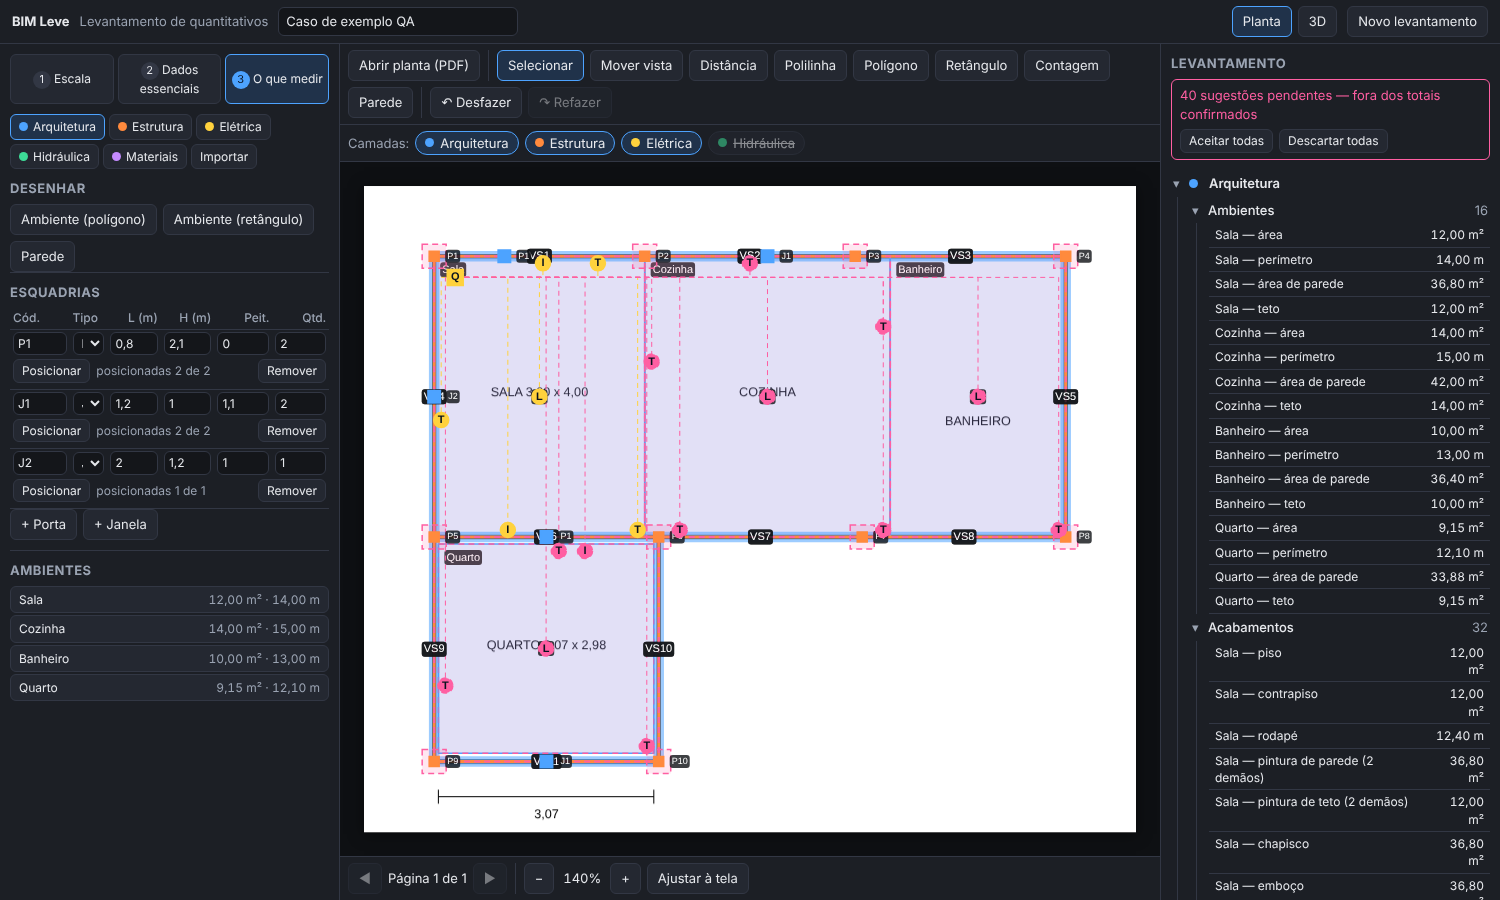 BIM Leve Levantamento de quantitativos Caso de exemplo QA Planta 3D Novo levantamento
1 Escala 2 Dados essenciais 3 O que medir
Arquitetura Estrutura Elétrica
Hidráulica Materiais Importar
DESENHAR
Ambiente (polígono) Ambiente (retângulo)
Parede
ESQUADRIAS
Cód. Tipo L (m) H (m) Peit. Qtd.
P1 0,8 2,1 0 2
Posicionar posicionadas 2 de 2 Remover
J1 1,2 1 1,1 2
Posicionar posicionadas 2 de 2 Remover
J2 2 1,2 1 1
Posicionar posicionadas 1 de 1 Remover
+ Porta + Janela
AMBIENTES
Sala 12,00 m² · 14,00 m
Cozinha 14,00 m² · 15,00 m
Banheiro 10,00 m² · 13,00 m
Quarto 9,15 m² · 12,10 m
Abrir planta (PDF) Selecionar Mover vista Distância Polilinha Polígono Retângulo Contagem
Parede ↶ Desfazer ↷ Refazer
Camadas: Arquitetura Estrutura Elétrica Hidráulica
P1 P1 I T P2 T J1 P3 VS3 P4
Q Cozinha Banheiro
T
T
SALA x 4,00 COZINHA
J2 L L L VS5
T BANHEIRO
I T T T T
P5 P1 VS7 VS8 P8
Quarto T I
QUARTO x 2,98
VS9 L VS10
T
T
P9 J1 P10
3,07
◀ Página 1 de 1 ▶ − 140% + Ajustar à tela
LEVANTAMENTO
40 sugestões pendentes — fora dos totais
confirmados
Aceitar todas Descartar todas
▼ Arquitetura
▼ Ambientes 16
Sala — área 12,00 m²
Sala — perímetro 14,00 m
Sala — área de parede 36,80 m²
Sala — teto 12,00 m²
Cozinha — área 14,00 m²
Cozinha — perímetro 15,00 m
Cozinha — área de parede 42,00 m²
Cozinha — teto 14,00 m²
Banheiro — área 10,00 m²
Banheiro — perímetro 13,00 m
Banheiro — área de parede 36,40 m²
Banheiro — teto 10,00 m²
Quarto — área 9,15 m²
Quarto — perímetro 12,10 m
Quarto — área de parede 33,88 m²
Quarto — teto 9,15 m²
▼ Acabamentos 32
Sala — piso 12,00
m²
Sala — contrapiso 12,00
m²
Sala — rodapé 12,40 m
Sala — pintura de parede (2 36,80
demãos) m²
Sala — pintura de teto (2 demãos) 12,00
m²
Sala — chapisco 36,80
m²
Sala — emboço 36,80